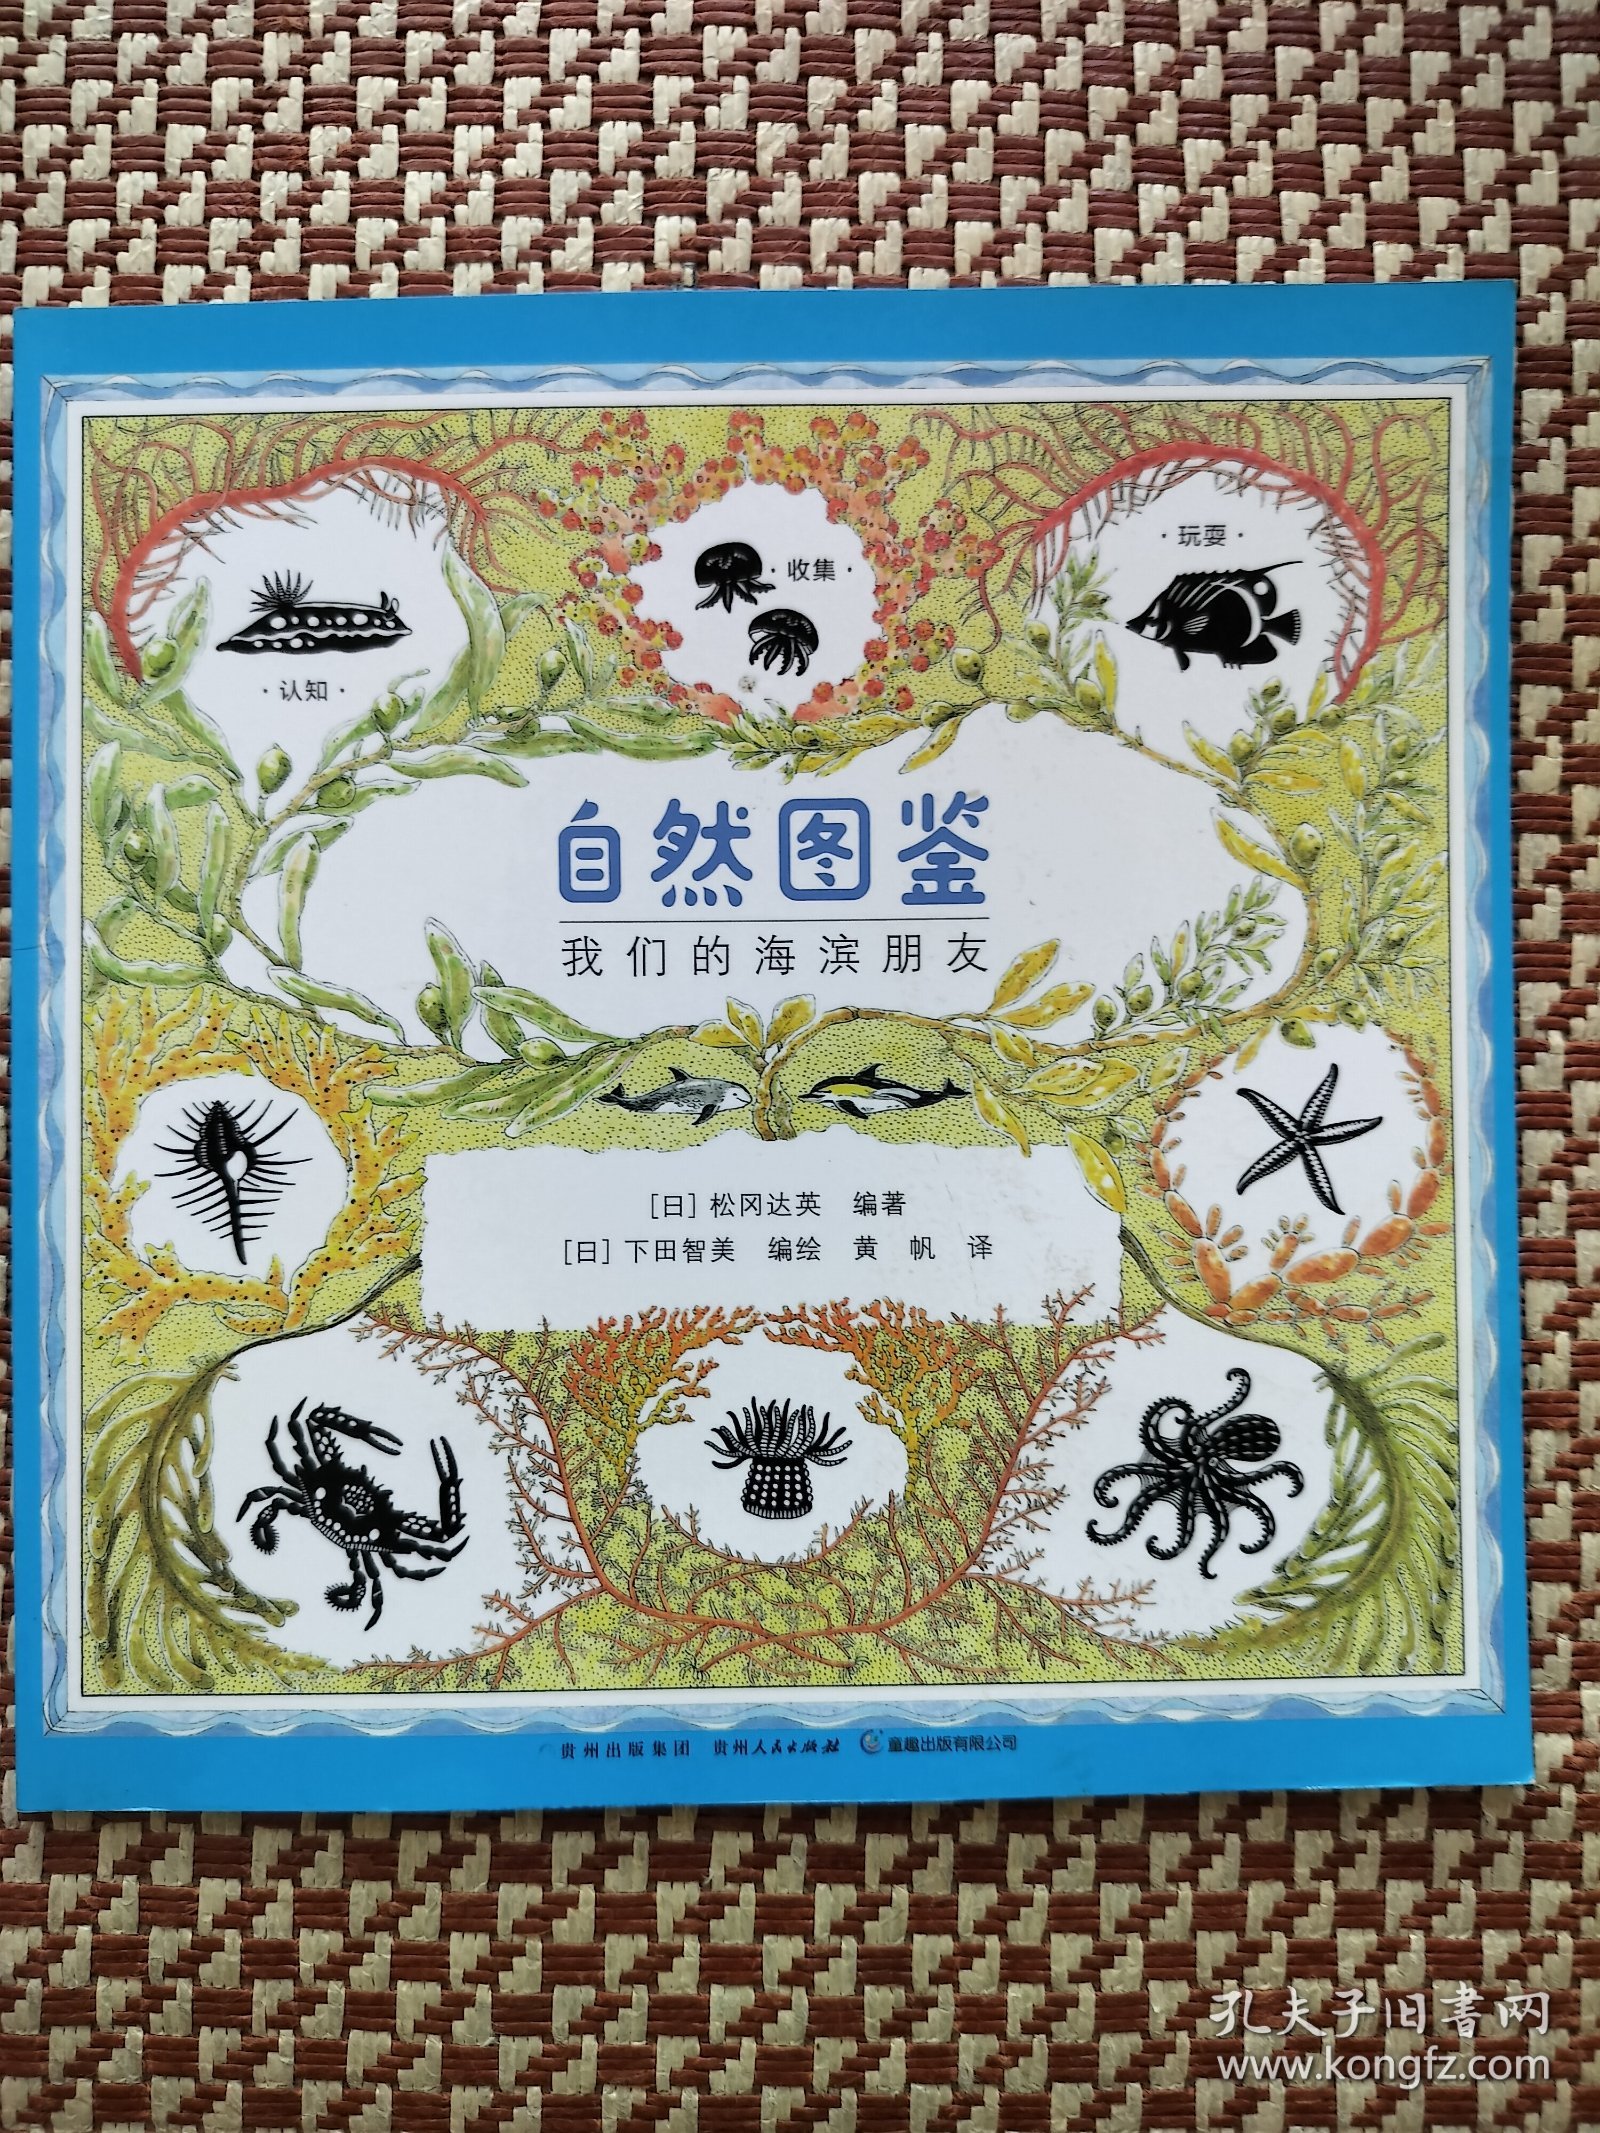 ·玩耍·
·收集·
·认知·
自然图鉴
我们的海滨朋友
[日] 松冈达英 编著
[日] 下田智美 编绘 黄帆 译
贵州出版集团 贵州人民出版社 童趣出版有限公司
孔夫子旧书网
www.kongfz.com